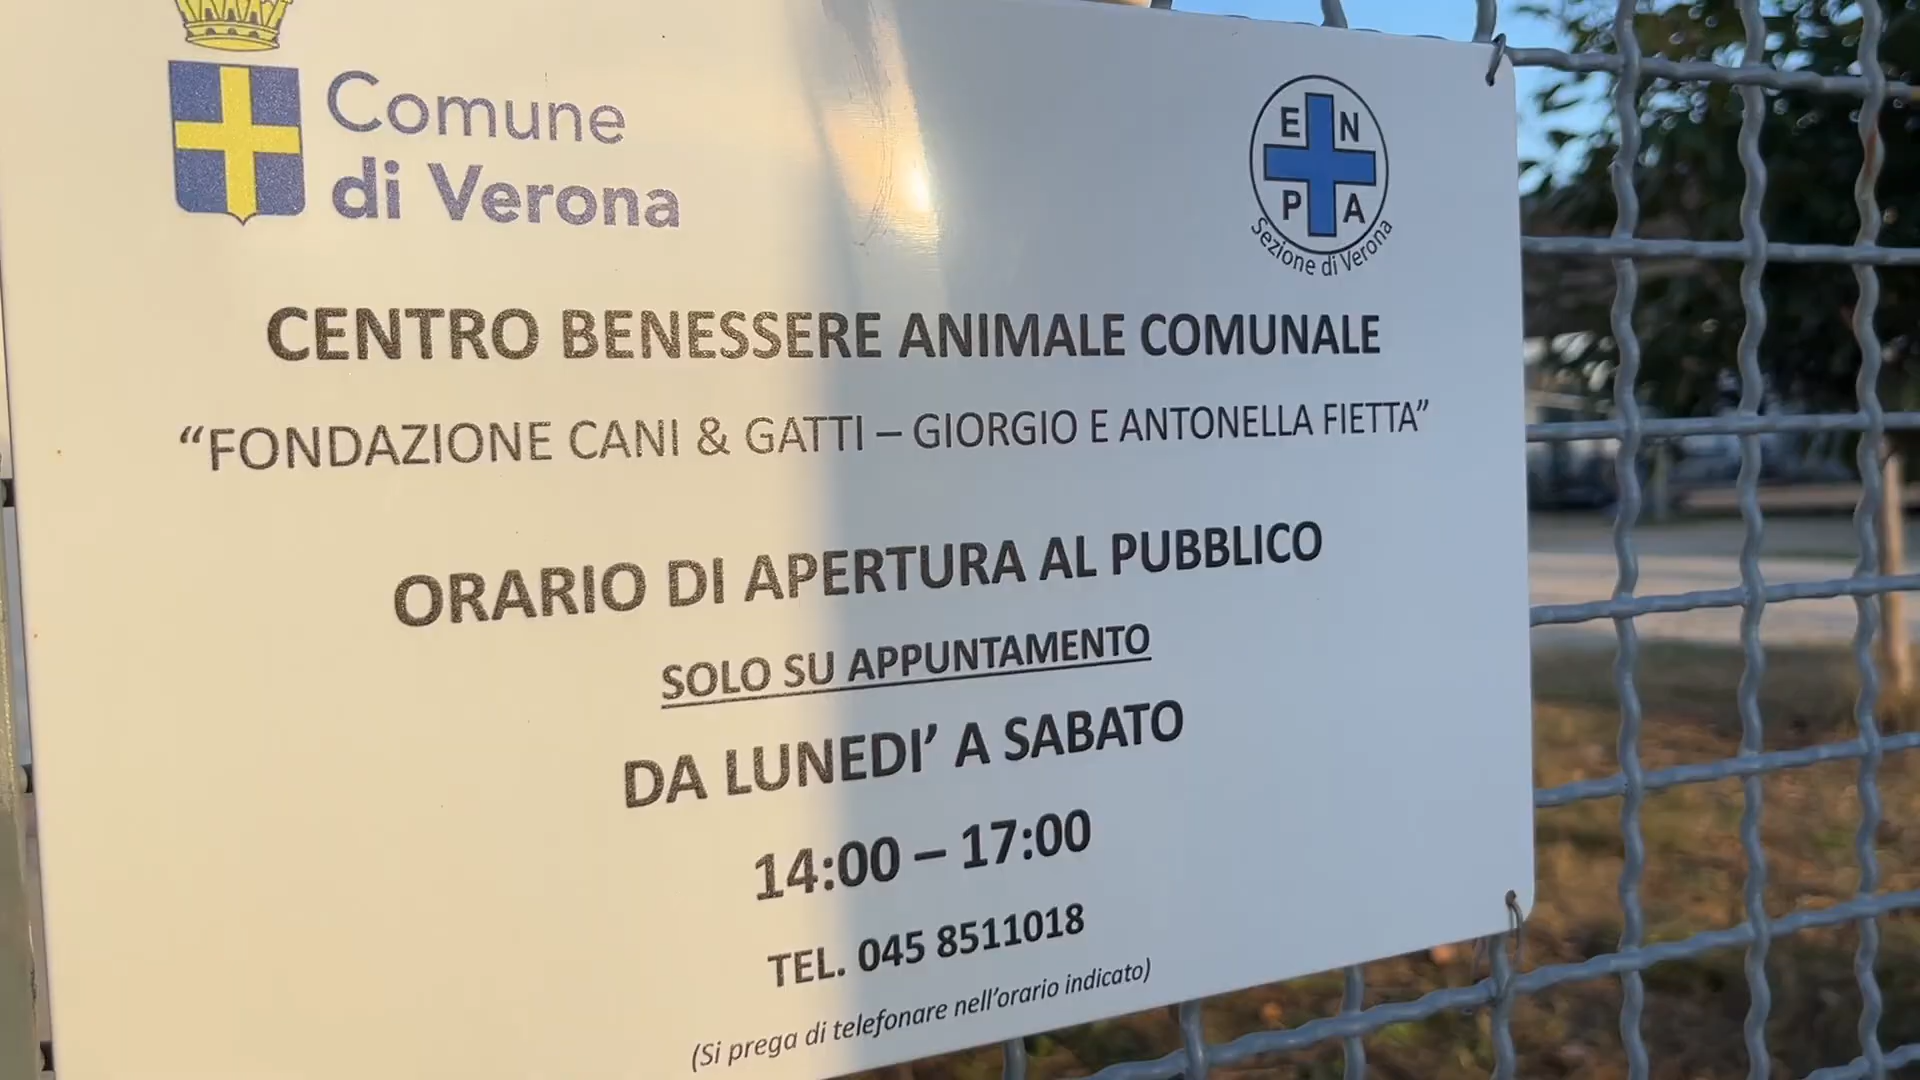 Comune
di Verona
E N
P A
Sezione di Verona
CENTRO BENESSERE ANIMALE COMUNALE
“FONDAZIONE CANI & GATTI – GIORGIO E ANTONELLA FIETTA”
ORARIO DI APERTURA AL PUBBLICO
SOLO SU APPUNTAMENTO
DA LUNEDI’ A SABATO
14:00 – 17:00
TEL. 045 8511018
(Si prega di telefonare nell’orario indicato)